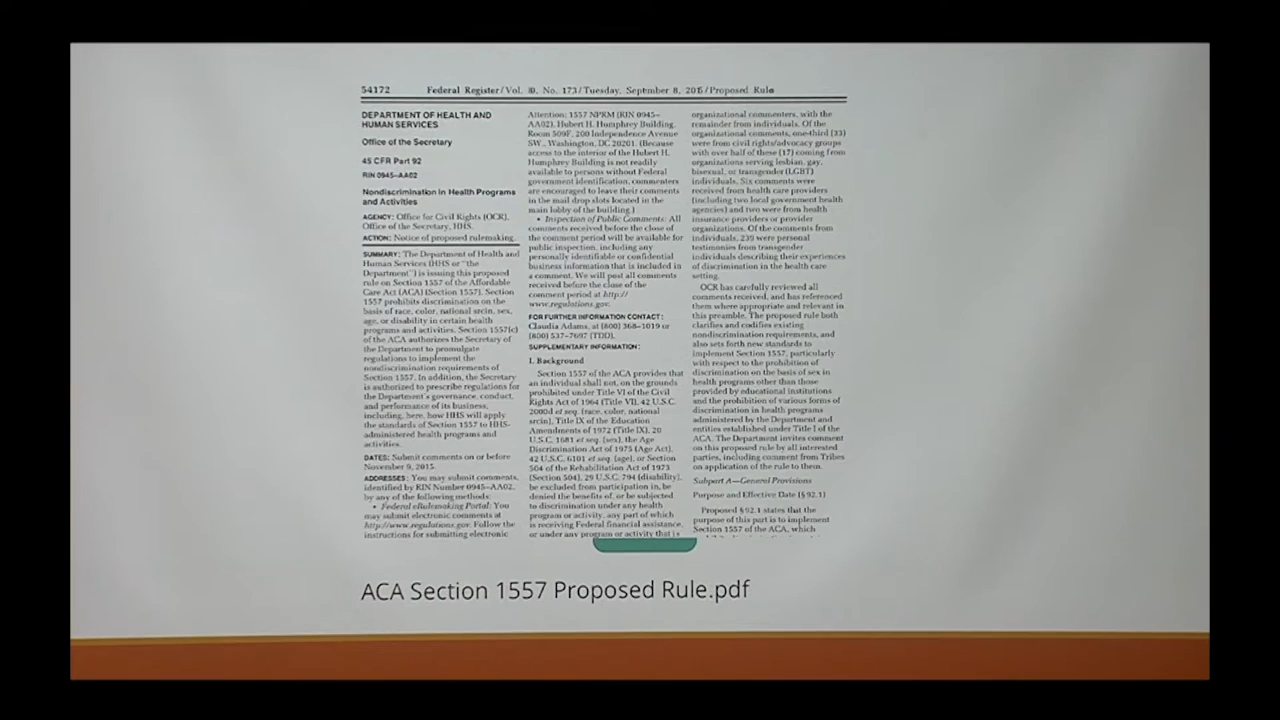 54172 Federal Register/Vol. 80, No. 173/Tuesday, September 8, 2015/Proposed Rule
DEPARTMENT OF HEALTH AND
HUMAN SERVICES
Office of the Secretary
45 CFR Part 92
RIN 0945–AA02
Nondiscrimination in Health Programs
and Activities
AGENCY: Office for Civil Rights (OCR),
Office of the Secretary, HHS.
ACTION: Notice of proposed rulemaking.
SUMMARY: The Department of Health and
Human Services (HHS or "the
Department") is issuing this proposed
rule on Section 1557 of the Affordable
Care Act (ACA) (Section 1557). Section
1557 prohibits discrimination on the
basis of race, color, national origin, sex,
age, or disability in certain health
programs and activities. Section 1557(c)
of the ACA authorizes the Secretary of
the Department to promulgate
regulations to implement the
nondiscrimination requirements of
Section 1557. In addition, the Secretary
is authorized to prescribe regulations for
the Department's governance, conduct,
and performance of its business,
including, here, how HHS will apply
the standards of Section 1557 to HHS-
administered health programs and
activities.
DATES: Submit comments on or before
November 9, 2015.
ADDRESSES: You may submit comments,
identified by RIN Number 0945–AA02,
by any of the following methods:
• Federal eRulemaking Portal: You
may submit electronic comments at
http://www.regulations.gov. Follow the
instructions for submitting electronic
Attention: 1557 NPRM (RIN 0945–
AA02), Hubert H. Humphrey Building,
Room 509F, 200 Independence Avenue
SW., Washington, DC 20201. (Because
access to the interior of the Hubert H.
Humphrey Building is not readily
available to persons without Federal
government identification, commenters
are encouraged to leave their comments
in the mail drop slots located in the
main lobby of the building.)
• Inspection of Public Comments: All
comments received before the close of
the comment period will be available for
public inspection, including any
personally identifiable or confidential
business information that is included in
a comment. We will post all comments
received before the close of the
comment period at http://
www.regulations.gov.
FOR FURTHER INFORMATION CONTACT:
Claudia Adams, at (800) 368–1019 or
(800) 537–7697 (TDD).
SUPPLEMENTARY INFORMATION:
I. Background
Section 1557 of the ACA provides that
an individual shall not, on the grounds
prohibited under Title VI of the Civil
Rights Act of 1964 (Title VI), 42 U.S.C.
2000d et seq. (race, color, national
origin), Title IX of the Education
Amendments of 1972 (Title IX), 20
U.S.C. 1681 et seq. (sex), the Age
Discrimination Act of 1975 (Age Act),
42 U.S.C. 6101 et seq. (age), or Section
504 of the Rehabilitation Act of 1973
(Section 504), 29 U.S.C. 794 (disability),
be excluded from participation in, be
denied the benefits of, or be subjected
to discrimination under any health
program or activity, any part of which
is receiving Federal financial assistance,
or under any program or activity that is
organizational commenters, with the
remainder from individuals. Of the
organizational comments, one-third (33)
were from civil rights/advocacy groups
with over half of these (17) coming from
organizations serving lesbian, gay,
bisexual, or transgender (LGBT)
individuals. Six comments were
received from health care providers
(including two local government health
agencies) and two were from health
insurance providers or provider
organizations. Of the comments from
individuals, 239 were personal
testimonies from transgender
individuals describing their experiences
of discrimination in the health care
setting.
OCR has carefully reviewed all
comments received, and has referenced
them where appropriate and relevant in
this preamble. The proposed rule both
clarifies and codifies existing
nondiscrimination requirements, and
also sets forth new standards to
implement Section 1557, particularly
with respect to the prohibition of
discrimination on the basis of sex in
health programs other than those
provided by educational institutions
and the prohibition of various forms of
discrimination in health programs
administered by the Department and
entities established under Title I of the
ACA. The Department invites comment
on this proposed rule by all interested
parties, including comment from Tribes
on application of the rule to them.
Subpart A—General Provisions
Purpose and Effective Date (§ 92.1)
Proposed § 92.1 states that the
purpose of this part is to implement
Section 1557 of the ACA, which
ACA Section 1557 Proposed Rule.pdf